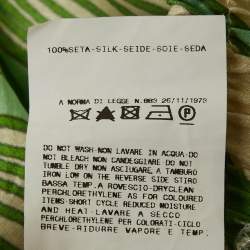 100%SETA-SILK-SEIDE-SOIE-SEDA
A NORMA DI LEGGE N.883 26/11/1973
DO NOT WASH-NON LAVARE IN ACQUA-DO
NOT BLEACH NON CANDEGGIARE-DO NOT
TUMBLE DRY NON ASCIUGARE A TAMBURO
IRON LOW ON THE REVERSE SIDE STIRO
BASSA TEMP.A ROVESCIO-DRYCLEAN
PERCHLORETHYLENE AS FOR COLOURED
ITEMS-SHORT CYCLE REDUCED MOISTURE
AND HEAT-LAVARE A SECCO
PERCHLORETHYLENE PER COLORATI-CICLO
BREVE-RIDURRE VAPORE E TEMP.